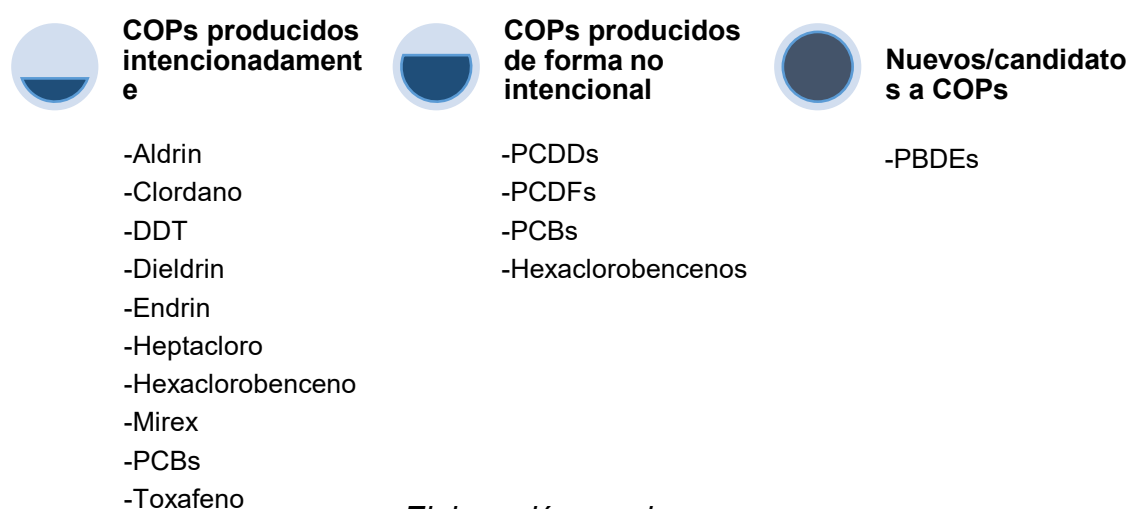 COPs producidos
intencionadament
e
-Aldrin
-Clordano
-DDT
-Dieldrin
-Endrin
-Heptacloro
-Hexaclorobenceno
-Mirex
-PCBs
-Toxafeno
COPs producidos
de forma no
intencional
-PCDDs
-PCDFs
-PCBs
-Hexaclorobencenos
Nuevos/candidato
s a COPs
-PBDEs